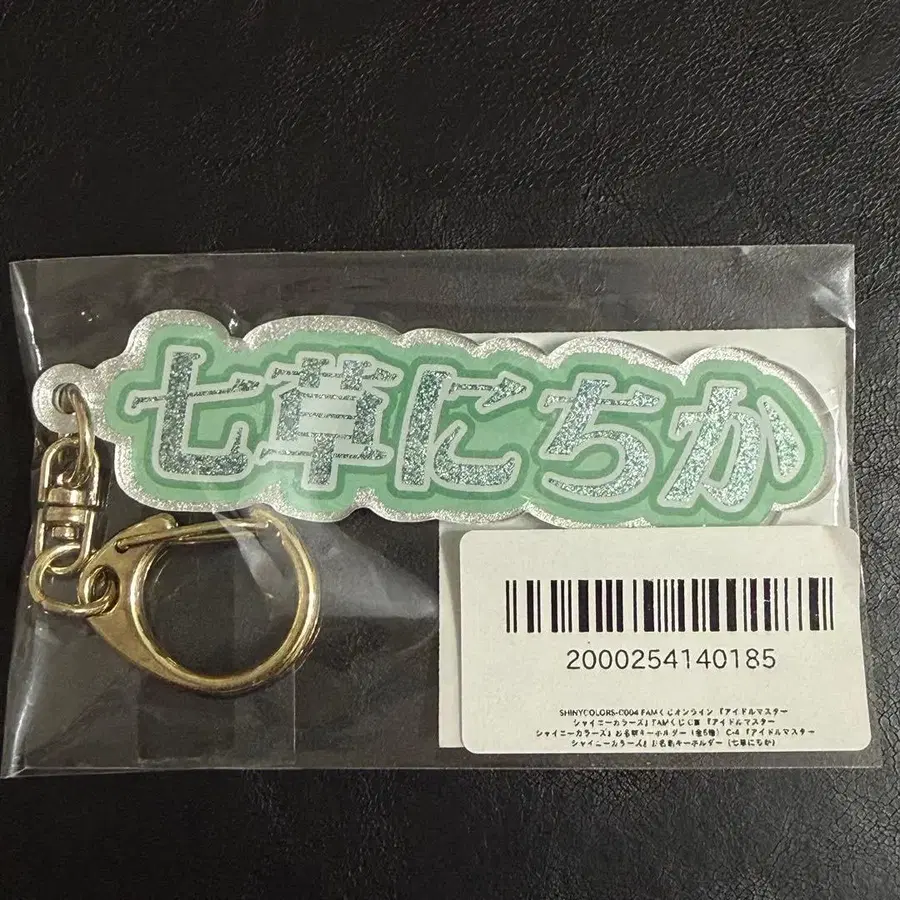 七草にちか
2000254140185
SHINYCOLORS-C004 FAMくじオンライン 『アイドルマスター
シャイニーカラーズ』FAMくじ C賞 『アイドルマスター
シャイニーカラーズ』お名前キーホルダー (全5種) C-4 『アイドルマスター
シャイニーカラーズ』お名前キーホルダー (七草にちか)